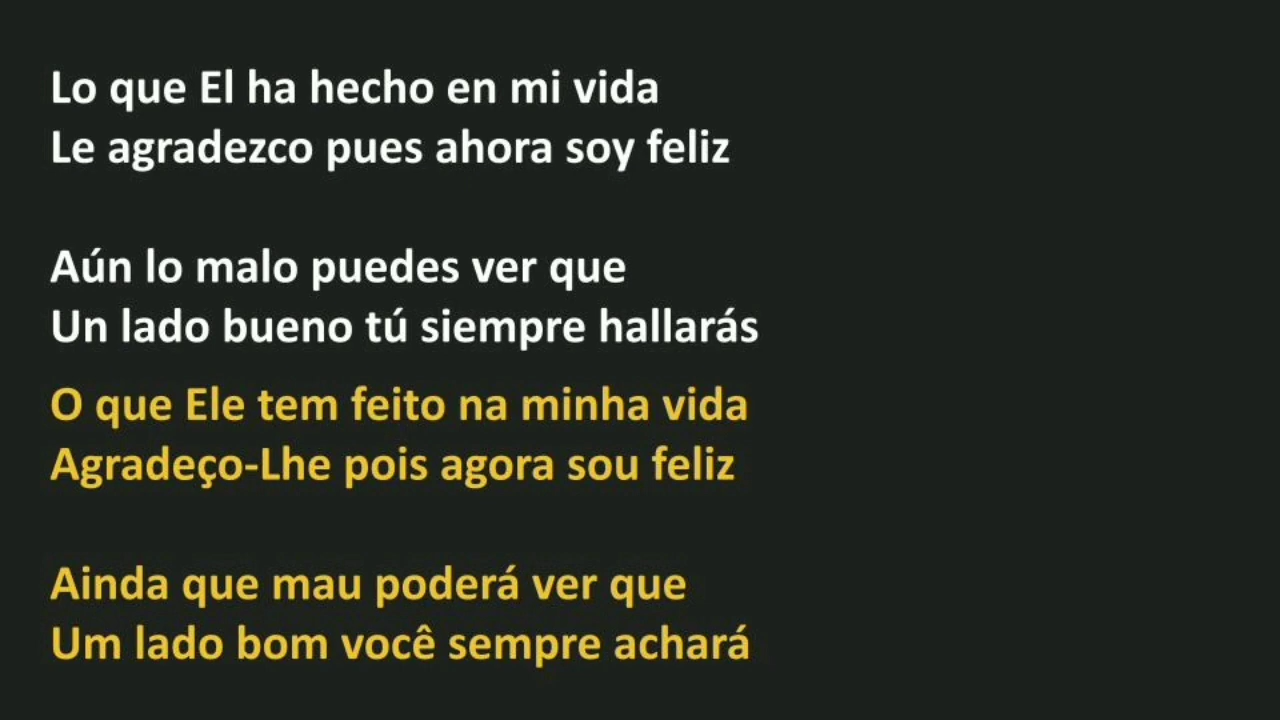 Lo que El ha hecho en mi vida
Le agradezco pues ahora soy feliz
Aún lo malo puedes ver que
Un lado bueno tú siempre hallarás
O que Ele tem feito na minha vida
Agradeço-Lhe pois agora sou feliz
Ainda que mau poderá ver que
Um lado bom você sempre achará